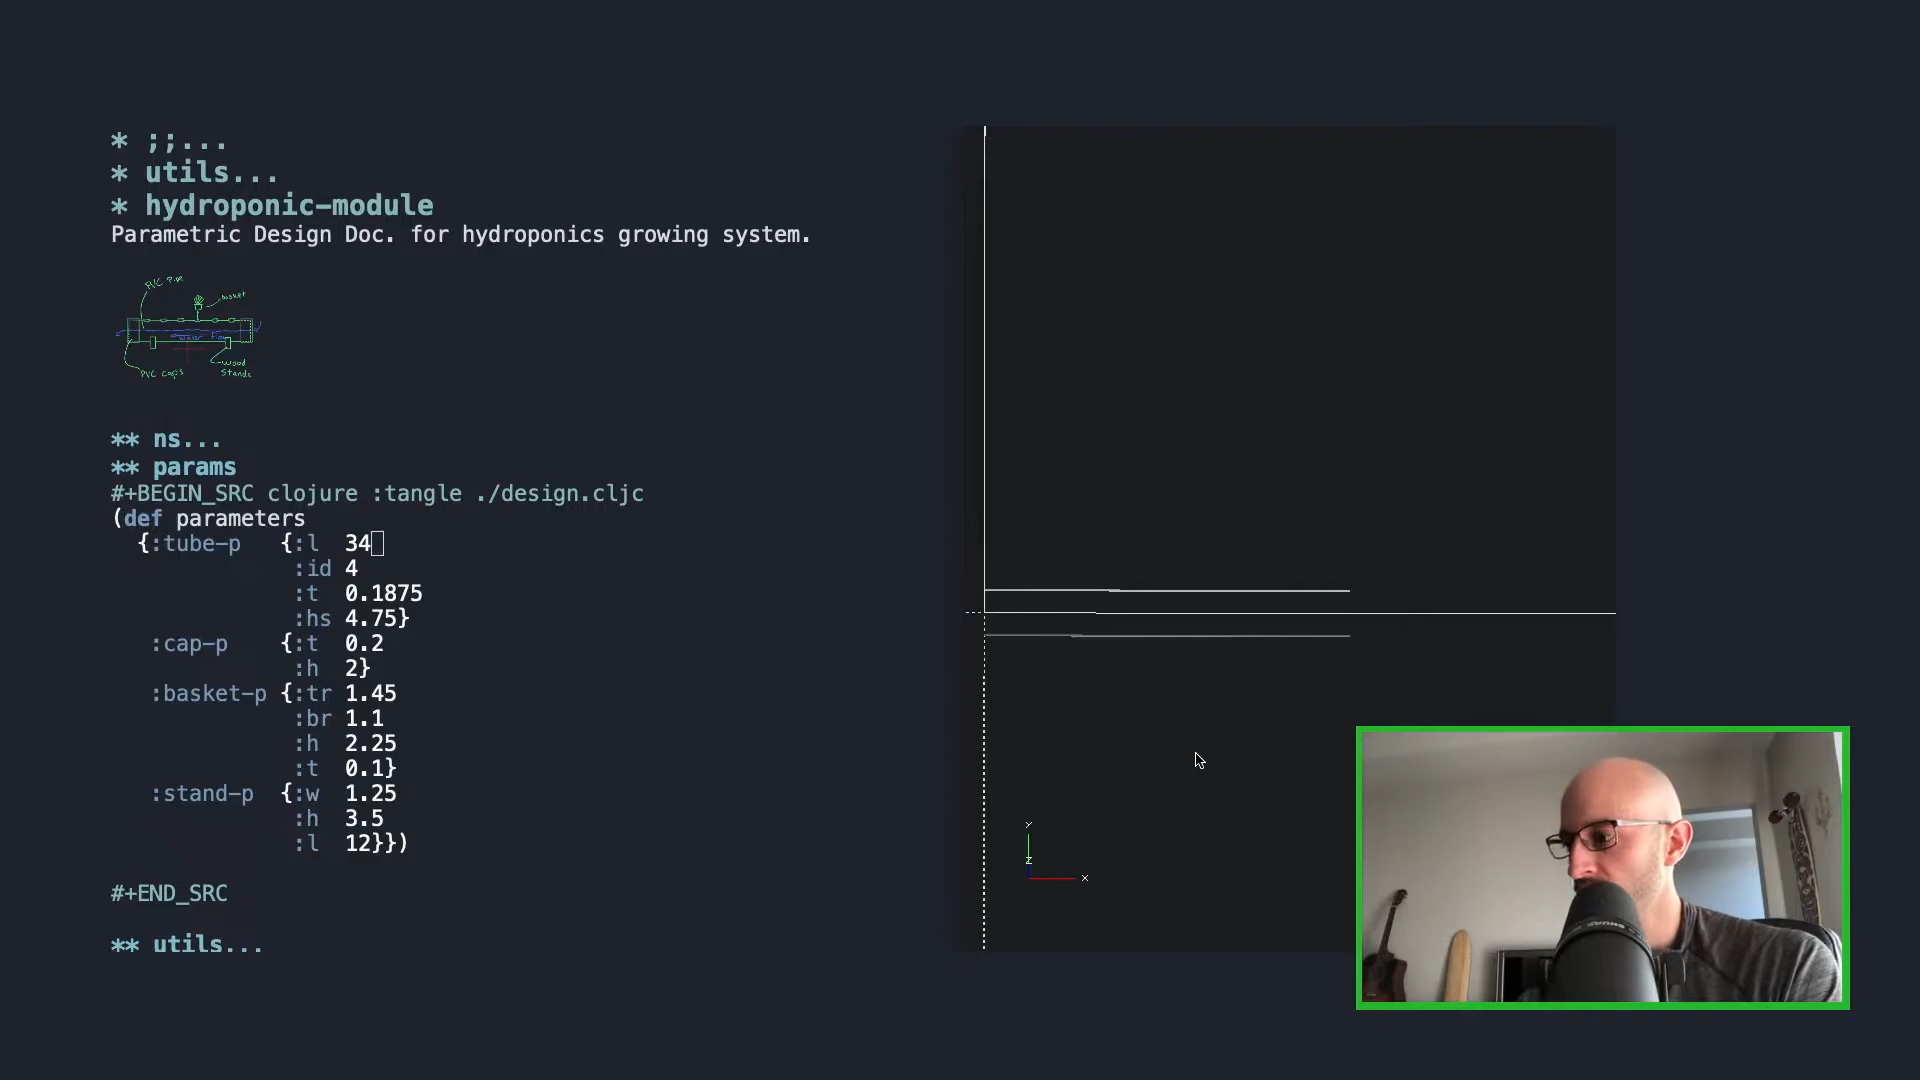 * ;;...
* utils...
* hydroponic-module
Parametric Design Doc. for hydroponics growing system.
PVC Pipe
basket
Water Flow
Wood
Stands
PVC Caps
** ns...
** params
#+BEGIN_SRC clojure :tangle ./design.cljc
(def parameters
{:tube-p {:l 34
:id 4
:t 0.1875
:hs 4.75}
:cap-p {:t 0.2
:h 2}
:basket-p {:tr 1.45
:br 1.1
:h 2.25
:t 0.1}
:stand-p {:w 1.25
:h 3.5
:l 12}})
#+END_SRC
** utils...
Y
Z
X